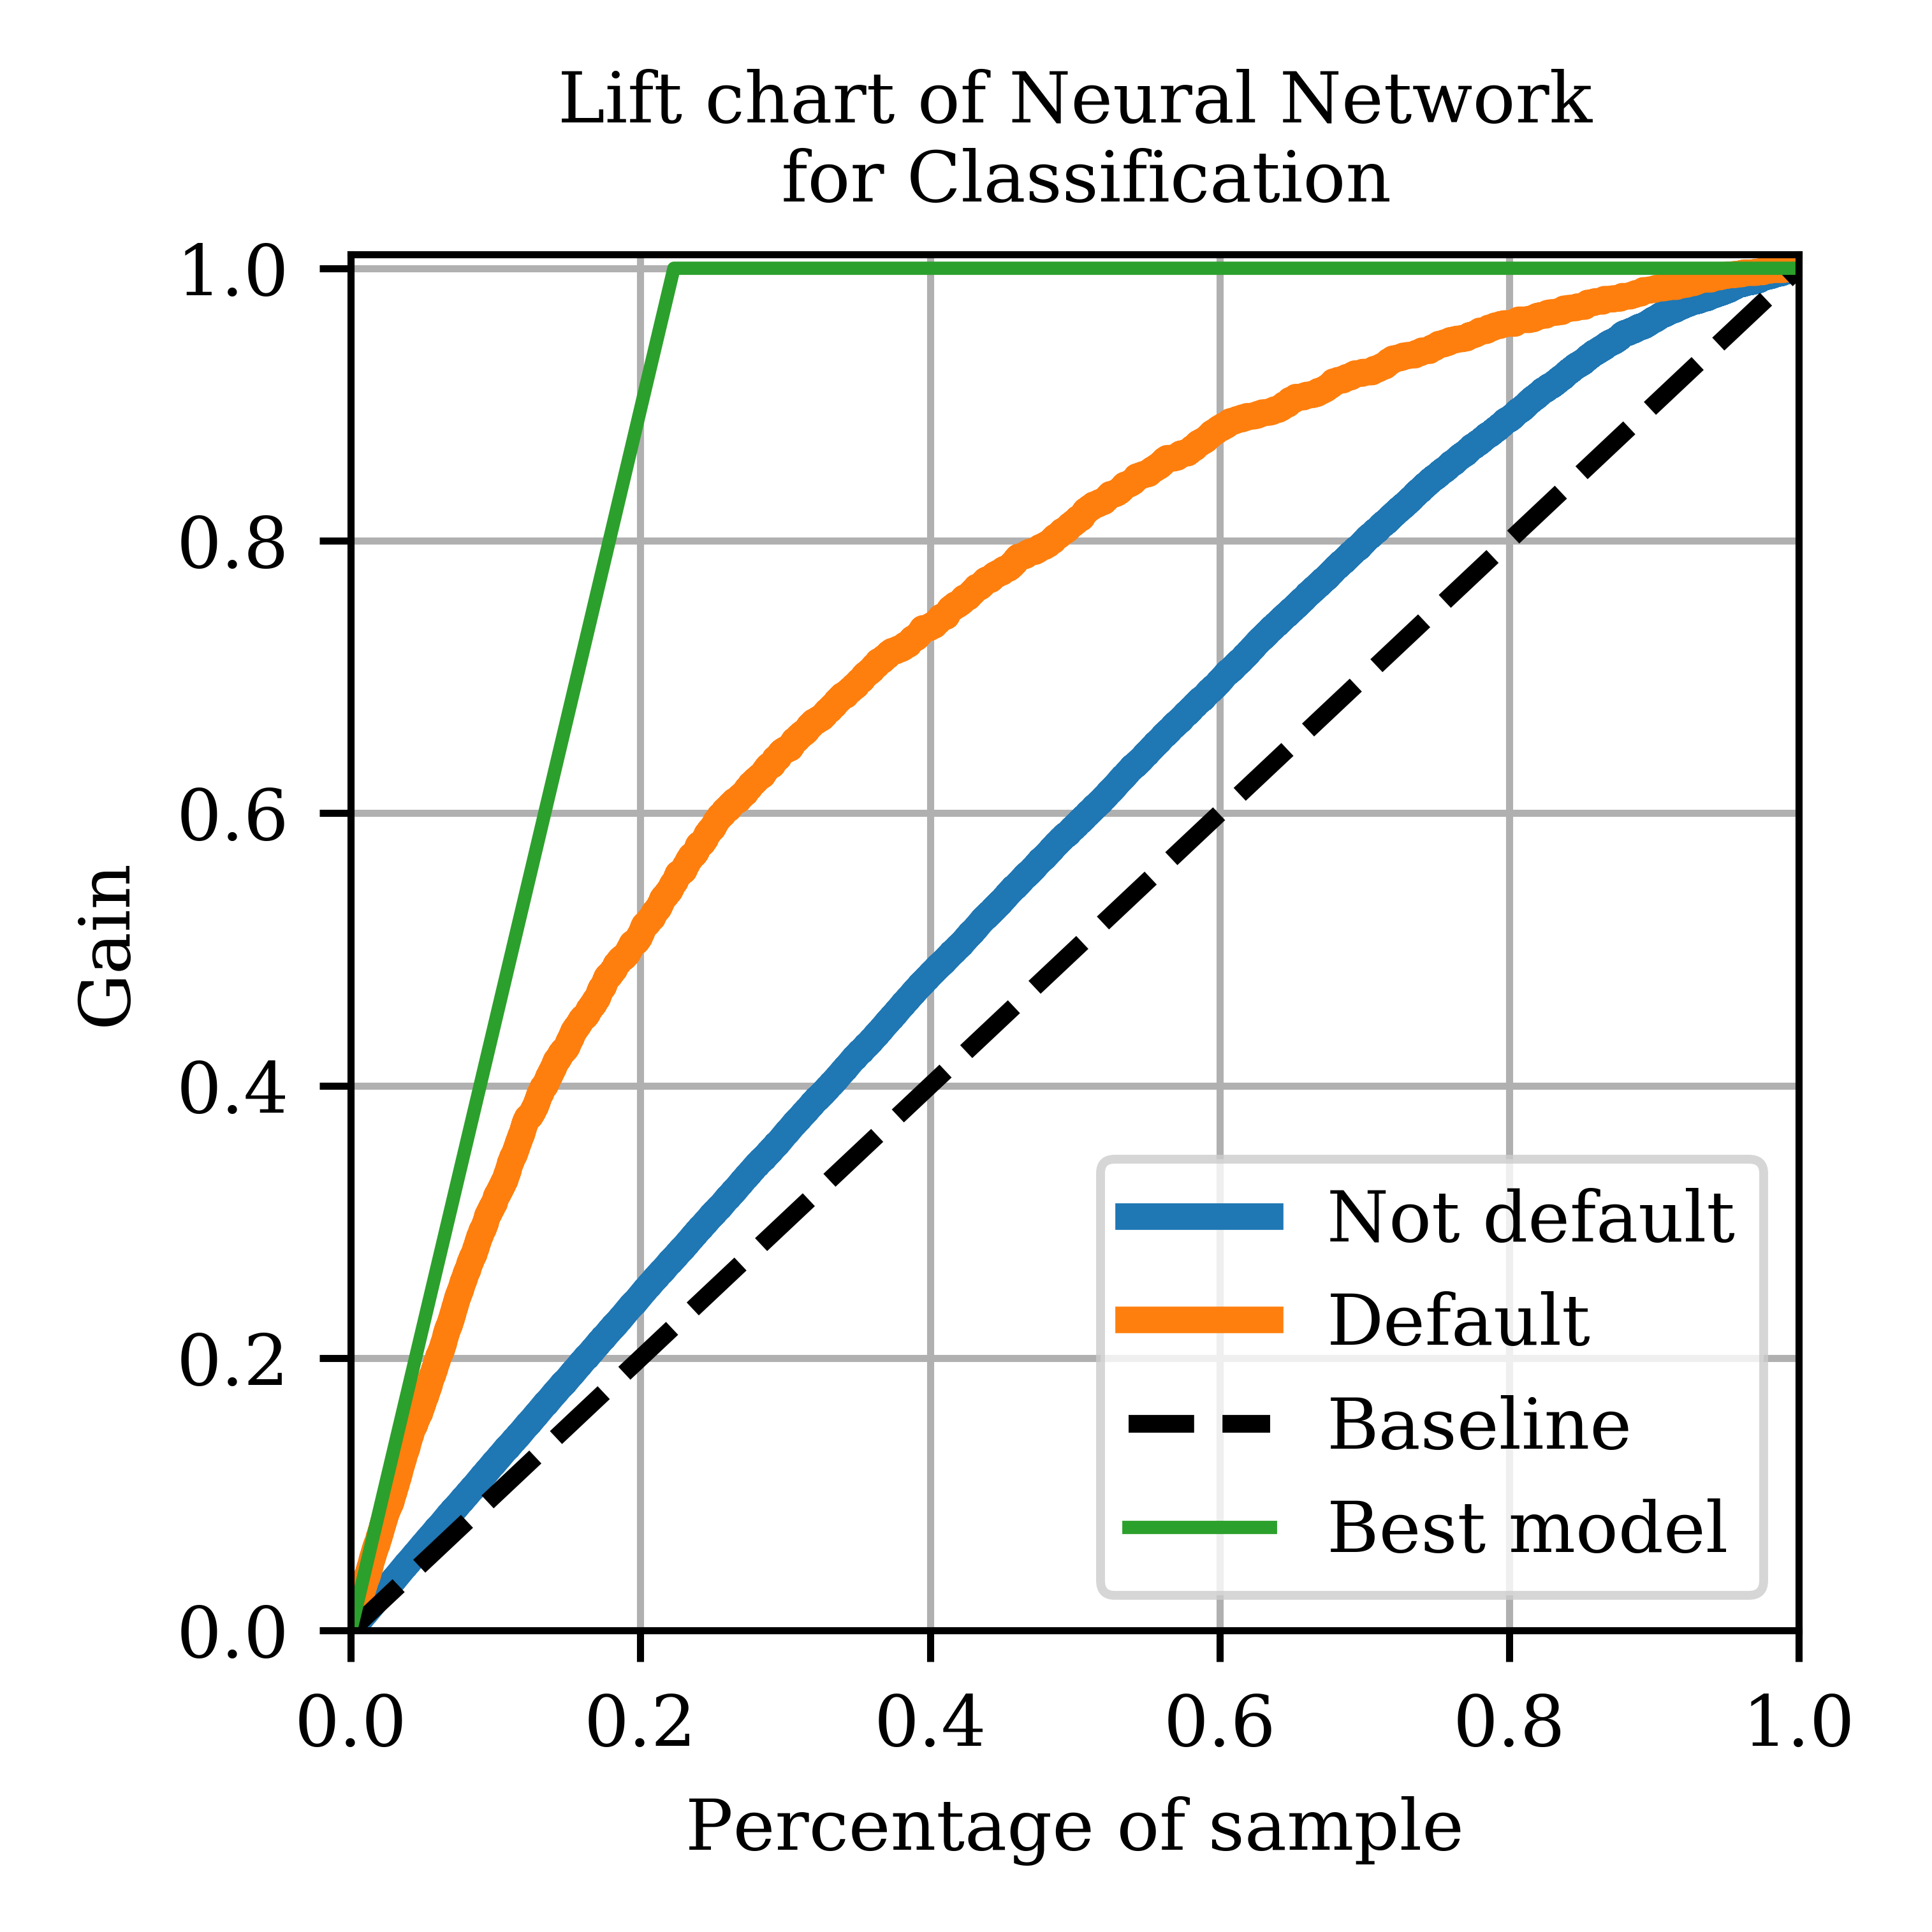 Lift chart of Neural Network
for Classification
1.0
0.8
0.6
0.4
0.2
0.0
Gain
Not default
Default
Baseline
Best model
0.0 0.2 0.4 0.6 0.8 1.0
Percentage of sample